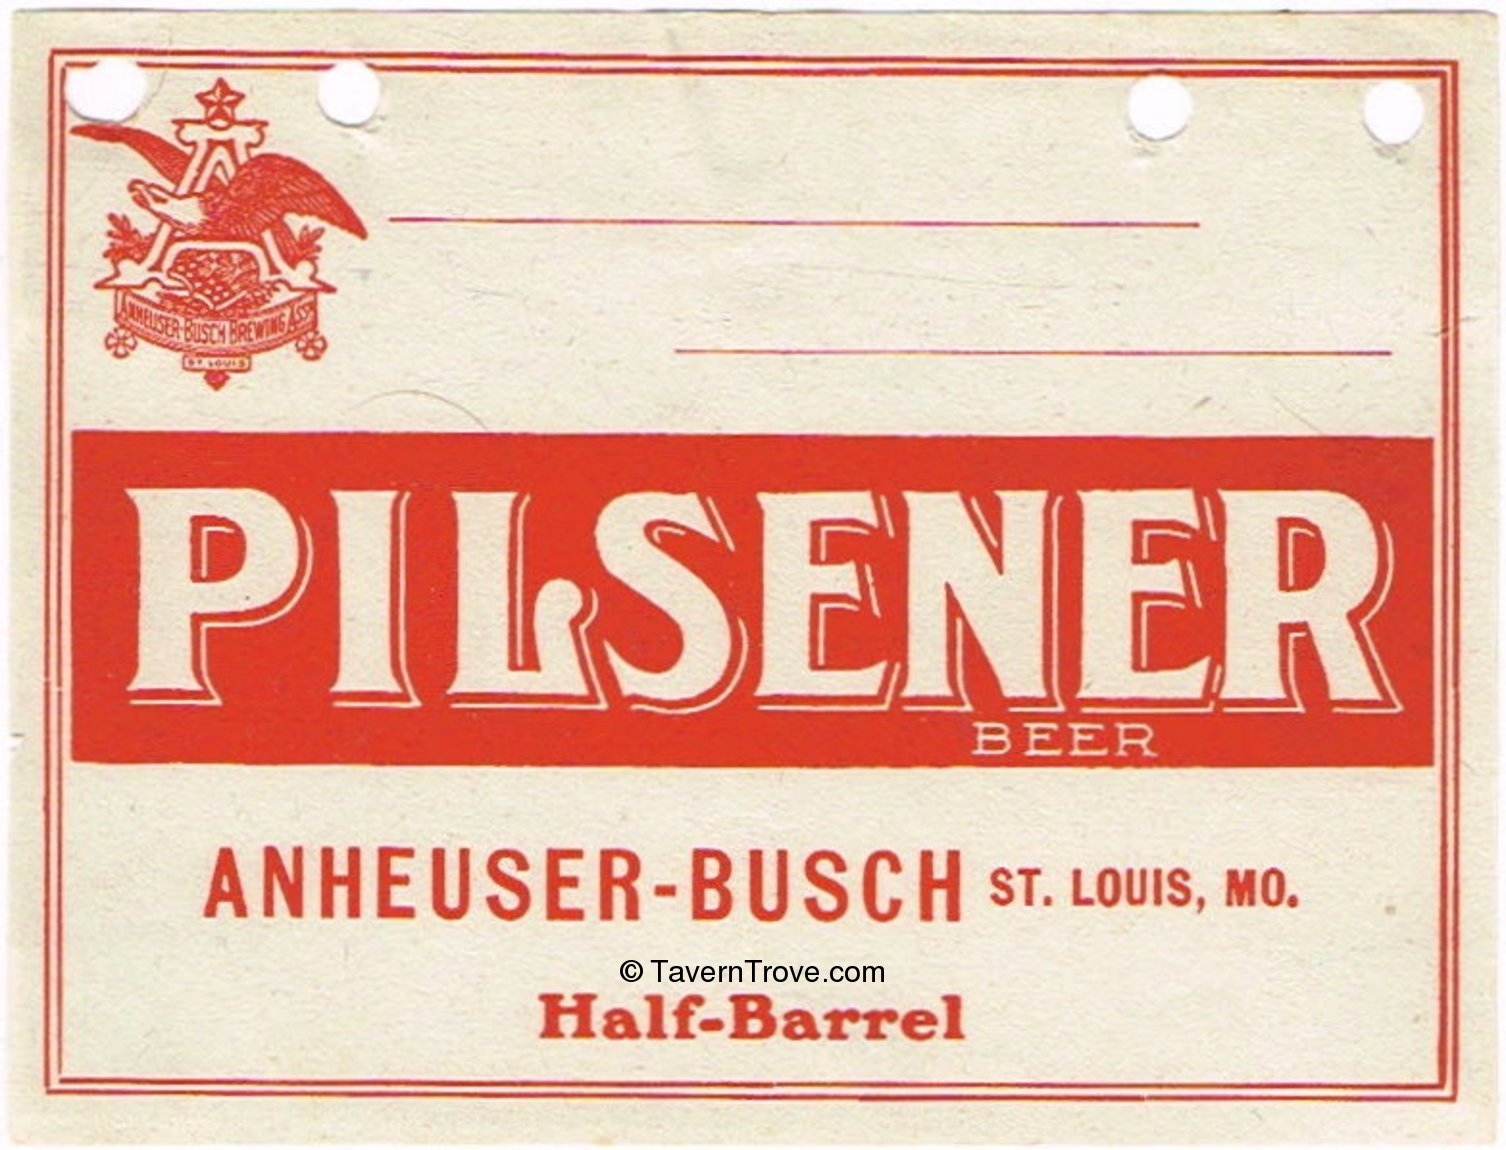 ANHEUSER-BUSCH BREWING ASS'N
ST. LOUIS
PILSENER
BEER
ANHEUSER-BUSCH ST. LOUIS, MO.
© TavernTrove.com
Half-Barrel